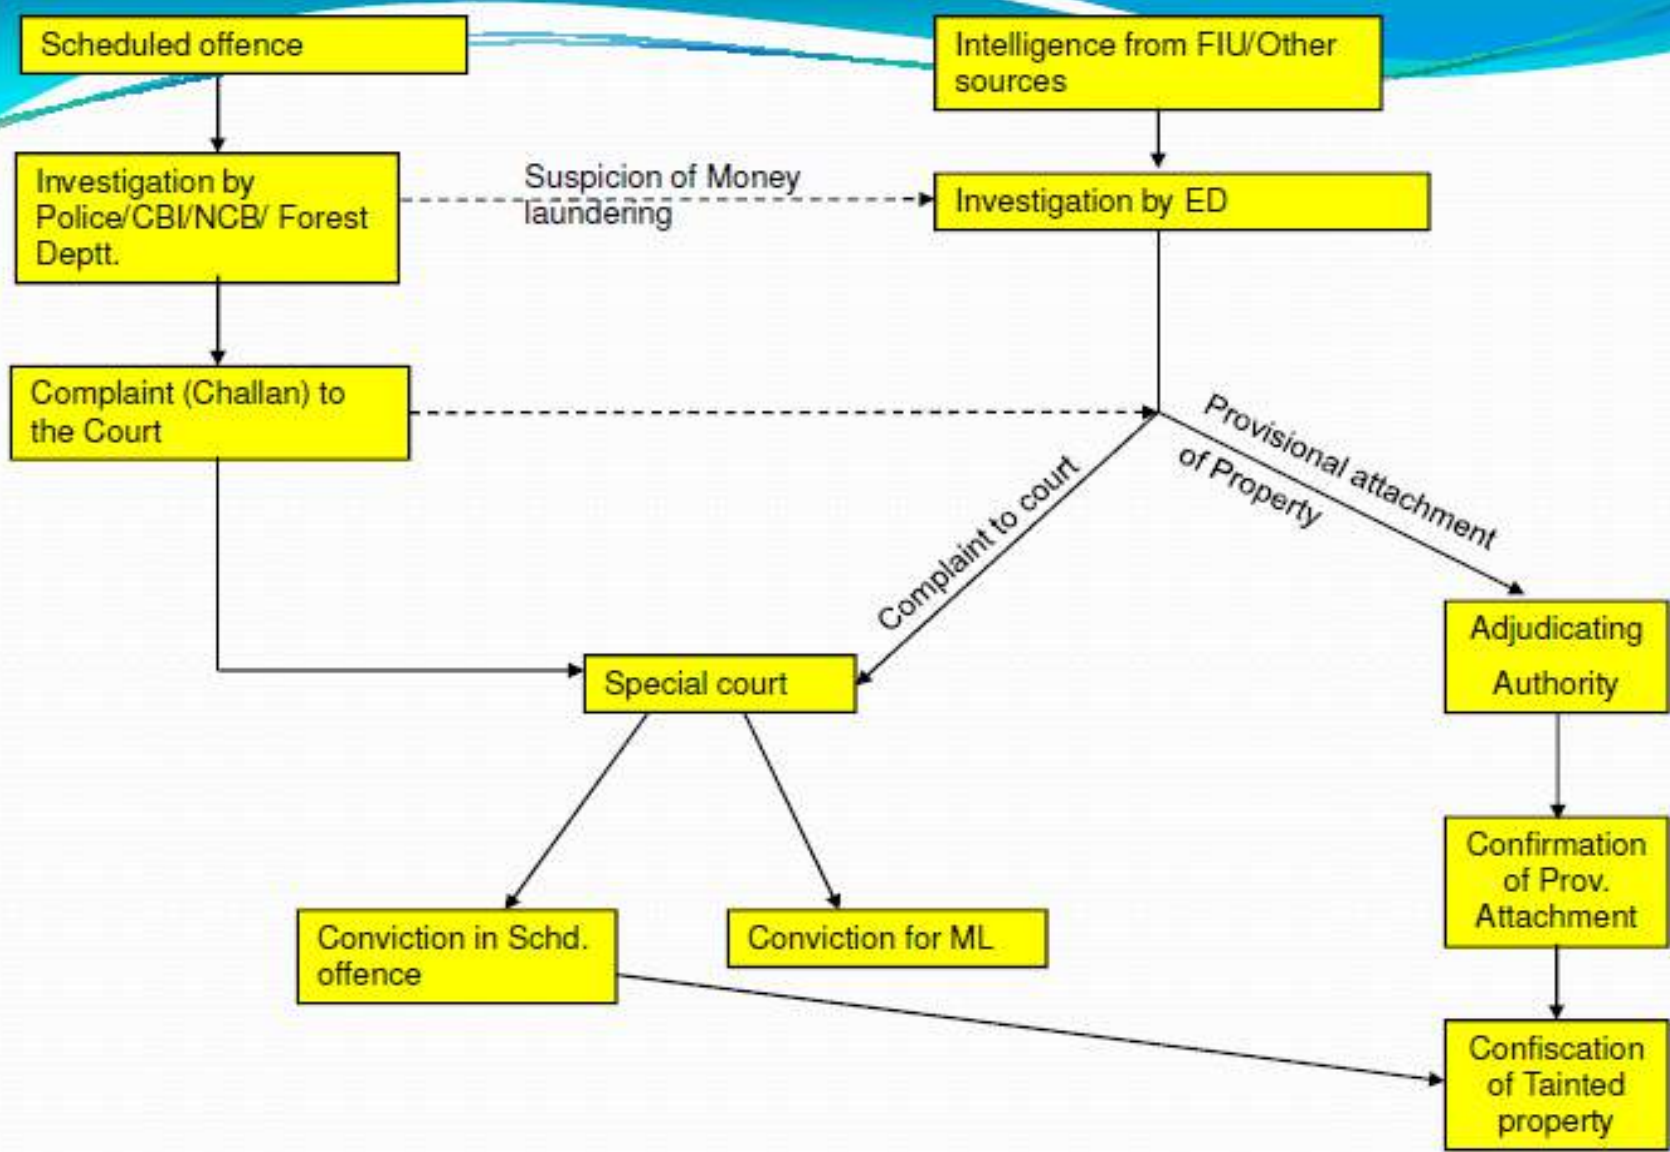 Scheduled offence
Intelligence from FIU/Other
sources
Investigation by
Police/CBI/NCB/ Forest
Deptt.
Suspicion of Money
laundering
Investigation by ED
Complaint (Challan) to
the Court
Provisional attachment
of Property
Complaint to court
Adjudicating
Authority
Special court
Confirmation
of Prov.
Attachment
Conviction in Schd.
offence
Conviction for ML
Confiscation
of Tainted
property